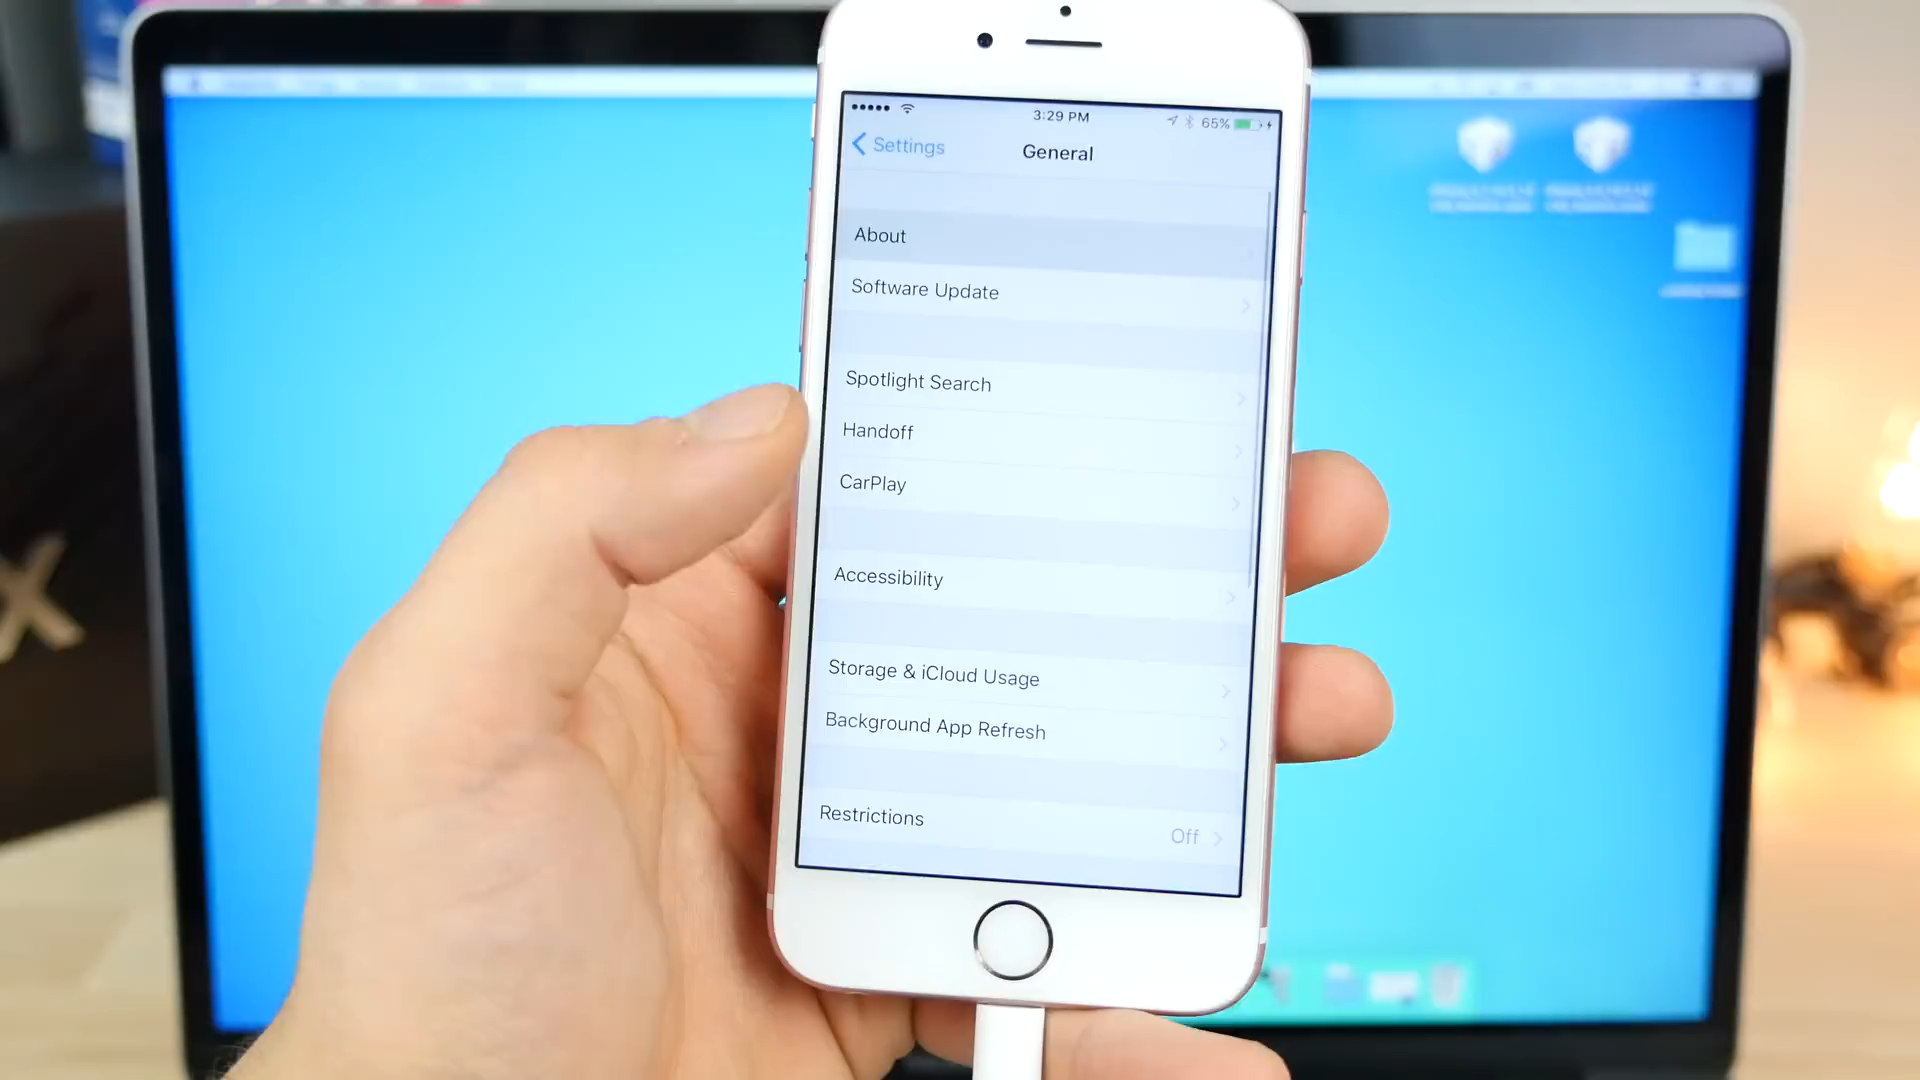 3:29 PM
65%
Settings
General
About
Software Update
Spotlight Search
Handoff
CarPlay
Accessibility
Storage & iCloud Usage
Background App Refresh
Restrictions
Off
X